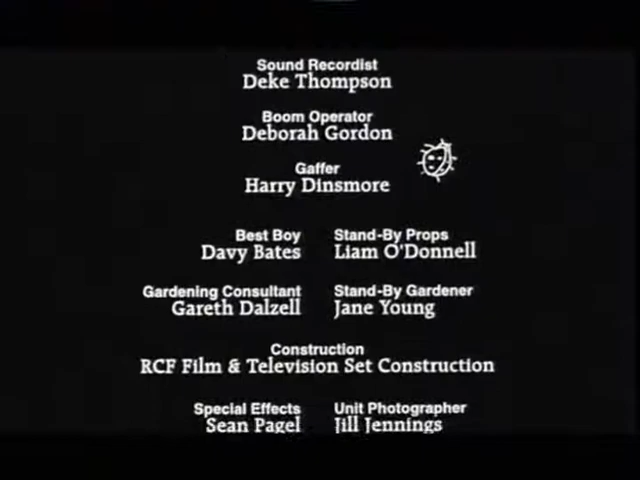 Sound Recordist
Deke Thompson
Boom Operator
Deborah Gordon
Gaffer
Harry Dinsmore
Best Boy
Davy Bates
Stand-By Props
Liam O'Donnell
Gardening Consultant
Gareth Dalzell
Stand-By Gardener
Jane Young
Construction
RCF Film & Television Set Construction
Special Effects
Sean Pagel
Unit Photographer
Jill Jennings